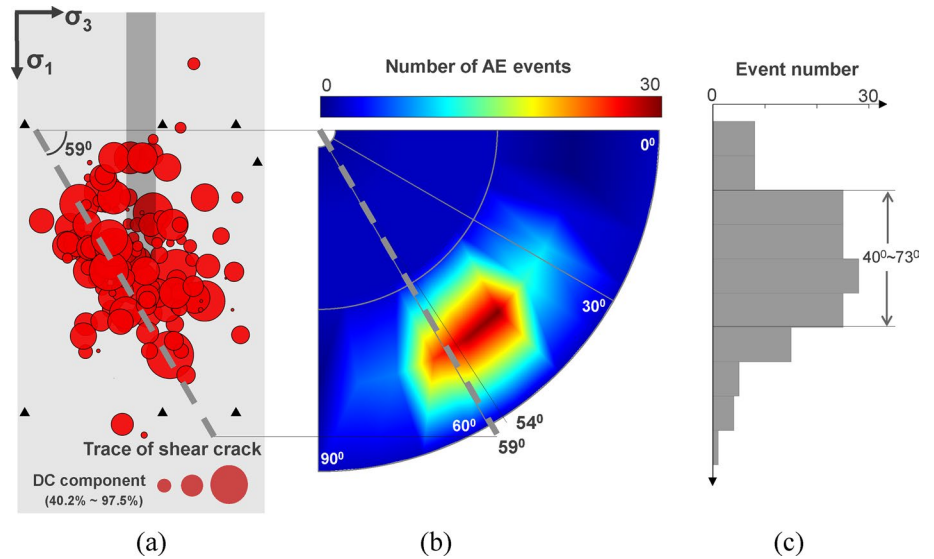 σ3
σ1
59⁰
Trace of shear crack
DC component
(40.2% ~ 97.5%)
Number of AE events
0 30
0⁰
30⁰
54⁰
60⁰
59⁰
90⁰
Event number
0 30
40⁰~73⁰
(a) (b) (c)